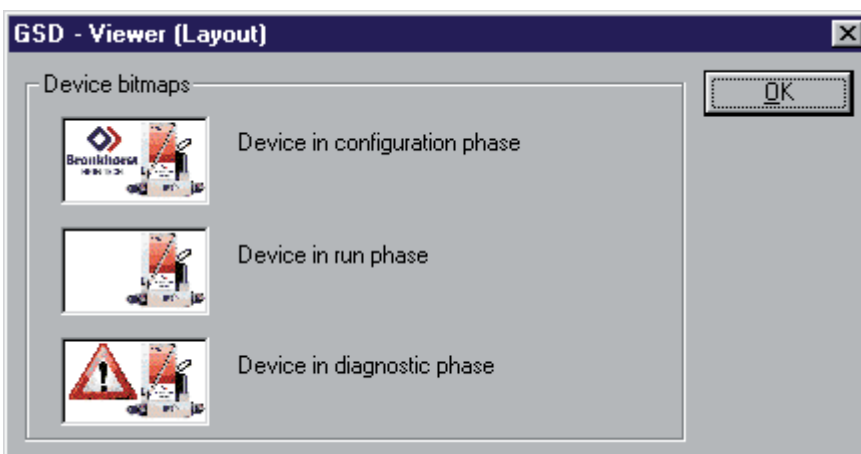 GSD - Viewer (Layout)
Device bitmaps
OK
Bronkhorst
Device in configuration phase
Device in run phase
Device in diagnostic phase